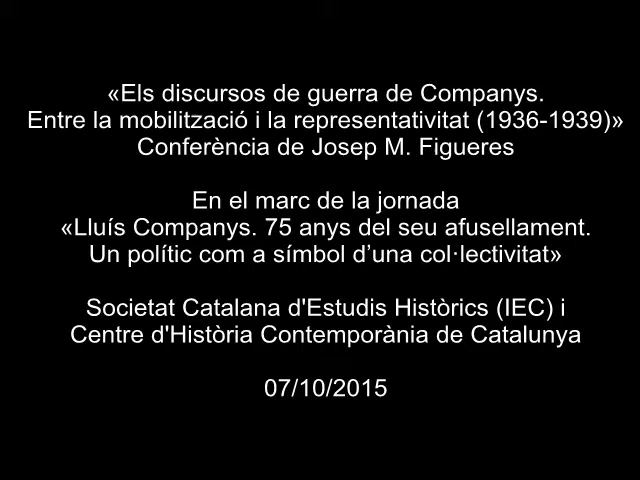 «Els discursos de guerra de Companys.
Entre la mobilització i la representativitat (1936-1939)»
Conferència de Josep M. Figueres
En el marc de la jornada
«Lluís Companys. 75 anys del seu afusellament.
Un polític com a símbol d’una col·lectivitat»
Societat Catalana d'Estudis Històrics (IEC) i
Centre d'Història Contemporània de Catalunya
07/10/2015